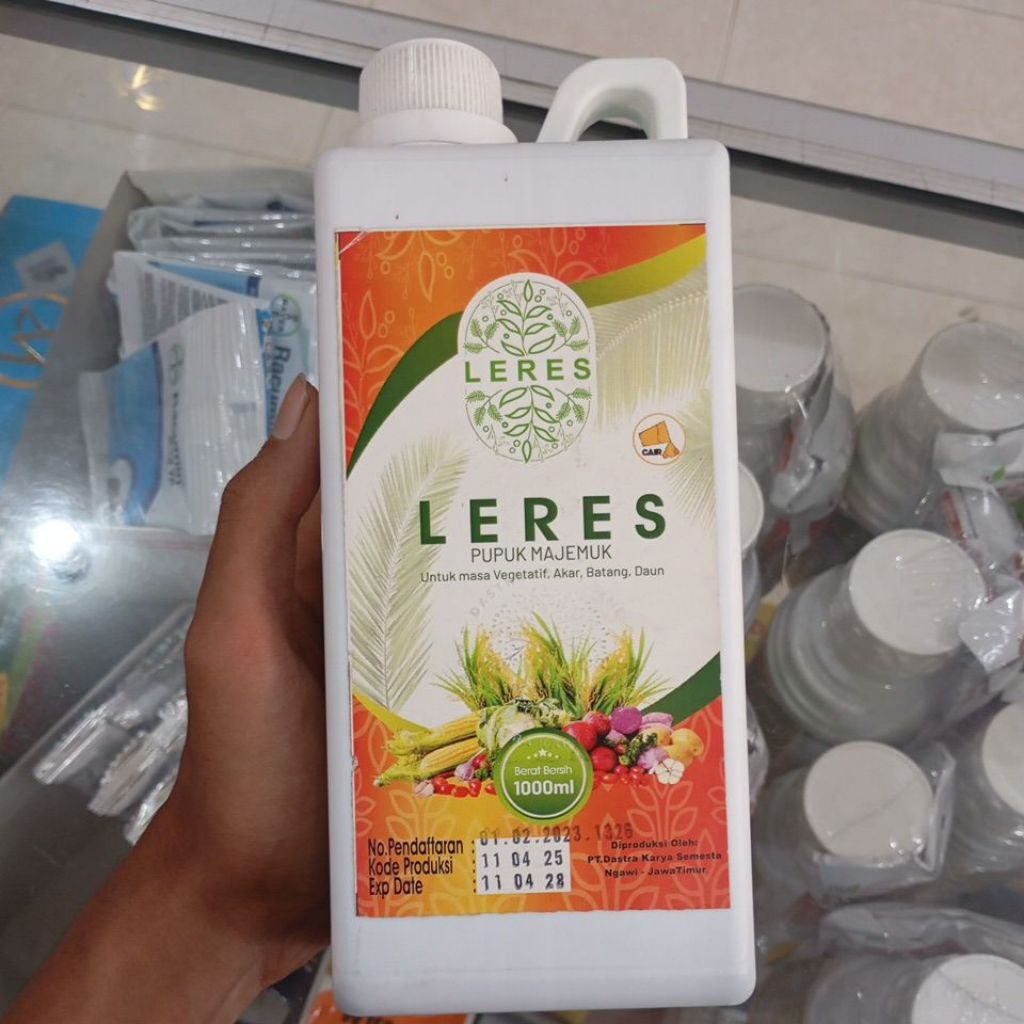 LERES
CAIR
LERES
PUPUK MAJEMUK
Untuk masa Vegetatif, Akar, Batang, Daun
Berat Bersih
1000ml
No.Pendaftaran : 01.02.2023.1326
Kode Produksi : 11 04 25
Exp Date : 11 04 28
Diproduksi Oleh:
PT.Dastra Karya Semesta
Ngawi - JawaTimur